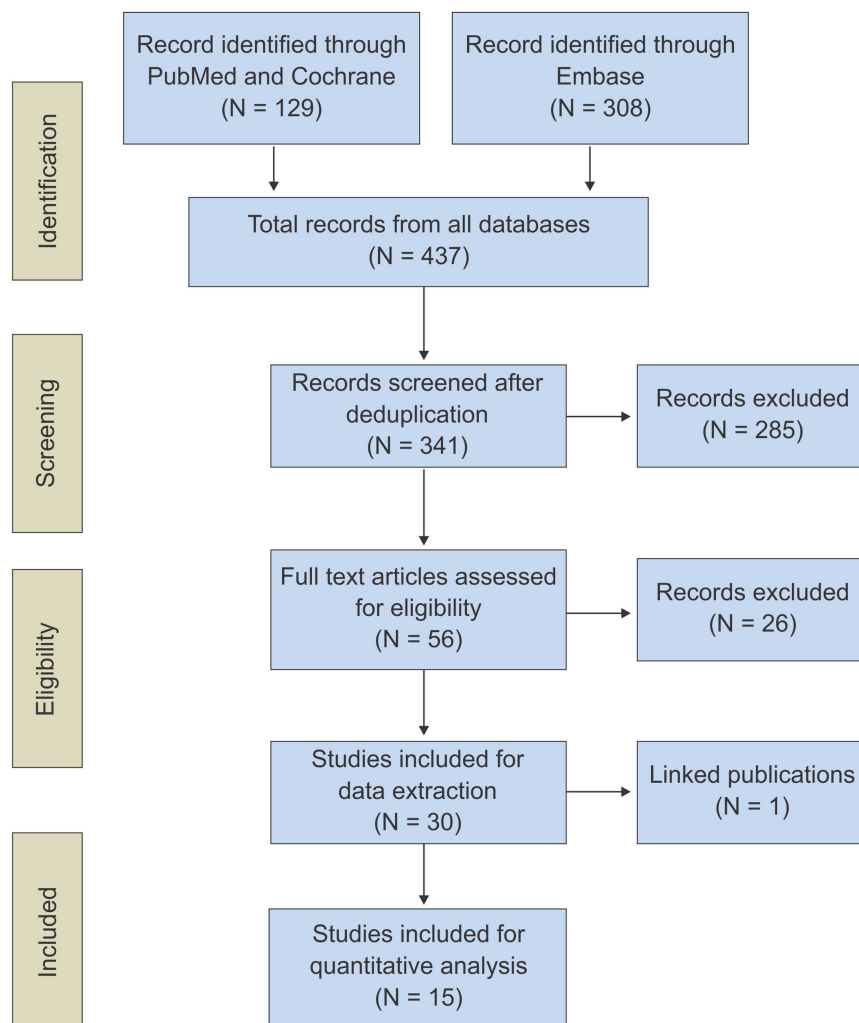 Record identified through
PubMed and Cochrane
(N = 129)
Record identified through
Embase
(N = 308)
Identification
Total records from all databases
(N = 437)
Screening
Records screened after
deduplication
(N = 341)
Records excluded
(N = 285)
Eligibility
Full text articles assessed
for eligibility
(N = 56)
Records excluded
(N = 26)
Studies included for
data extraction
(N = 30)
Linked publications
(N = 1)
Included
Studies included for
quantitative analysis
(N = 15)